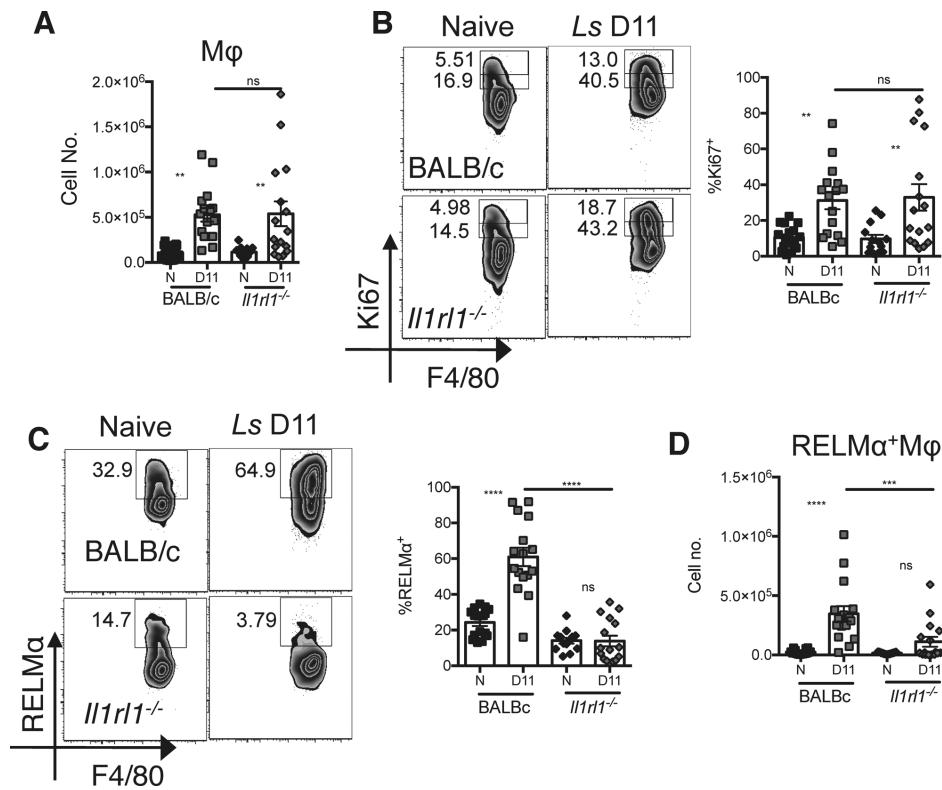 A
Mφ
Cell No.
2.0×10⁶
1.5×10⁶
1.0×10⁶
5.0×10⁵
0.0
**
**
ns
N
D11
N
D11
BALB/c
Il1rl1-/-
B
Naive
Ls D11
5.51
16.9
BALB/c
13.0
40.5
4.98
14.5
Il1rl1-/-
18.7
43.2
Ki67
F4/80
%Ki67+
100
80
60
40
20
0
**
**
ns
N
D11
N
D11
BALBc
Il1rl1-/-
C
Naive
Ls D11
32.9
BALB/c
64.9
14.7
Il1rl1-/-
3.79
RELMα
F4/80
%RELMα+
100
80
60
40
20
0
****
****
ns
N
D11
N
D11
BALBc
Il1rl1-/-
D
RELMα+Mφ
Cell no.
1.5×10⁶
1.0×10⁶
5.0×10⁵
0.0
****
***
ns
N
D11
N
D11
BALBc
Il1rl1-/-